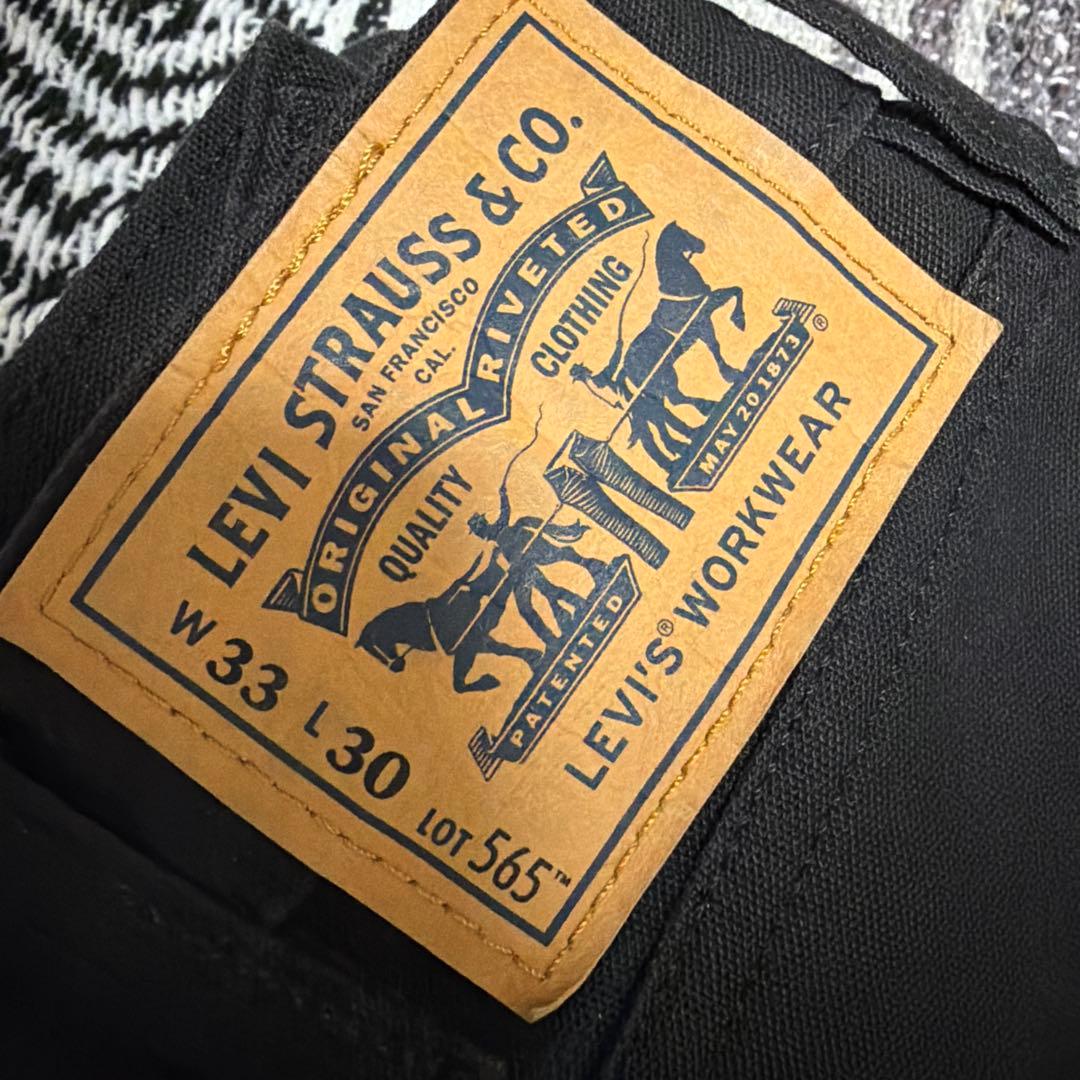 LEVI STRAUSS & CO.
SAN FRANCISCO
CAL.
ORIGINAL RIVETED
QUALITY CLOTHING
PATENTED MAY 20 1873 ®
LEVI'S® WORKWEAR
W 33 L 30 LOT 565™